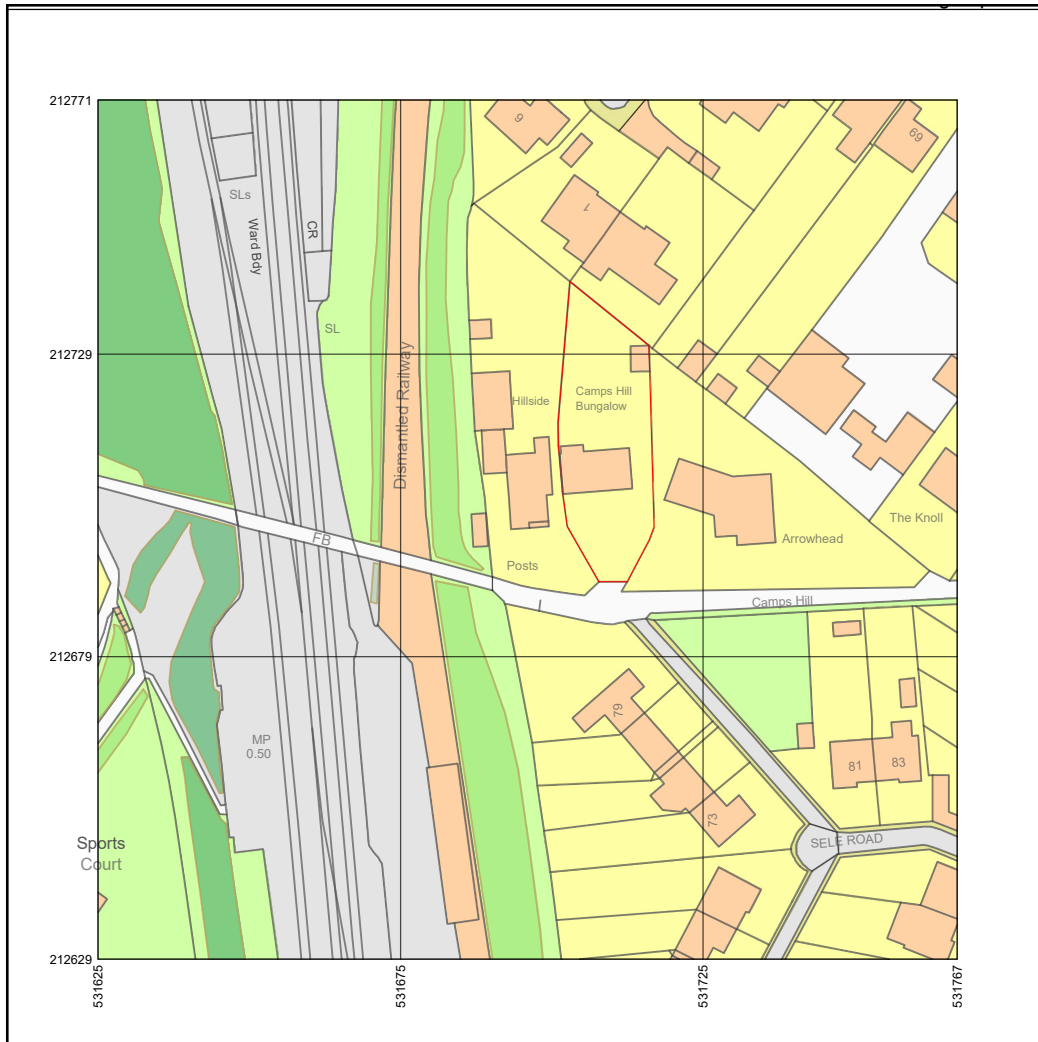 212771
6
69
1
SLs
Ward Bdy
CR
SL
212729
Dismantled Railway
Hillside
Camps Hill
Bungalow
The Knoll
Arrowhead
FB
Posts
Camps Hill
212679
79
MP
0.50
81
83
73
SELE ROAD
Sports
Court
212629
531625
531675
531725
531767